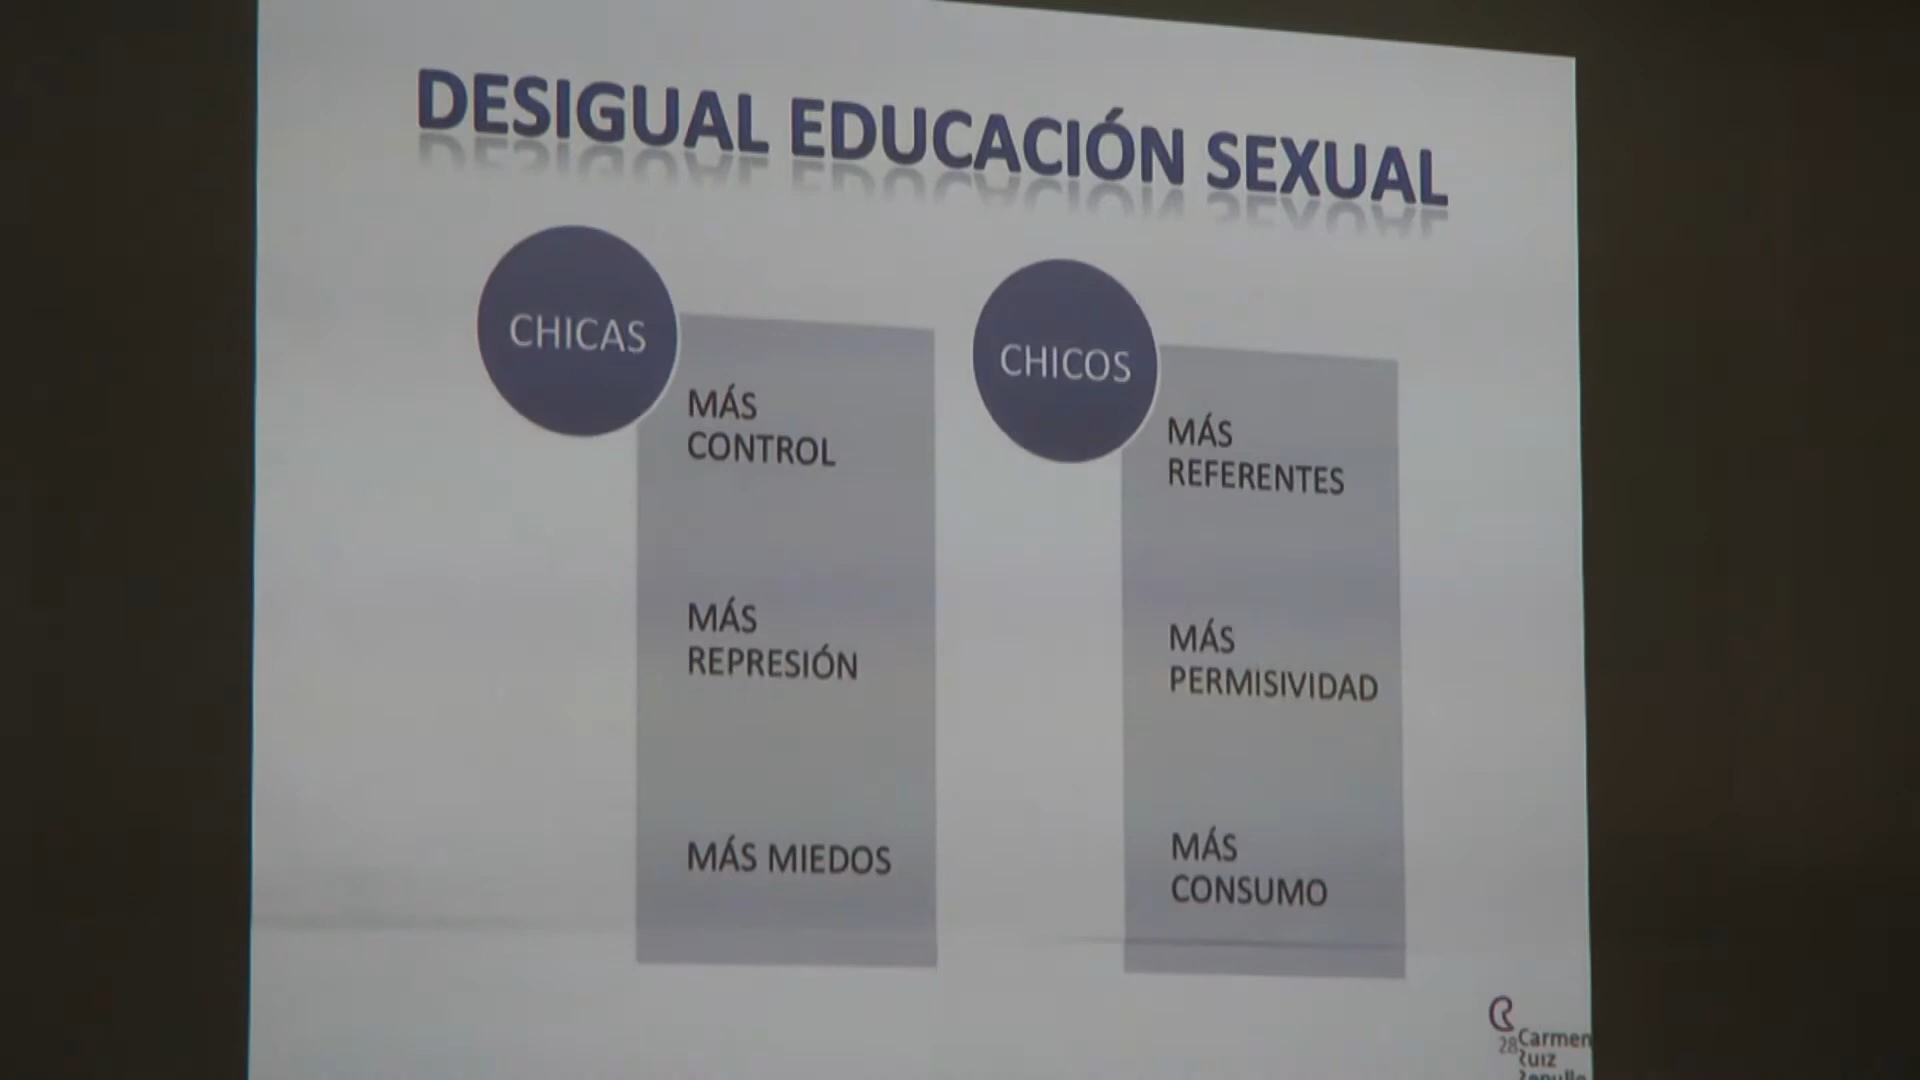 DESIGUAL EDUCACIÓN SEXUAL
CHICAS
MÁS
CONTROL
MÁS
REPRESIÓN
MÁS MIEDOS
CHICOS
MÁS
REFERENTES
MÁS
PERMISIVIDAD
MÁS
CONSUMO
28
Carmen
Ruiz